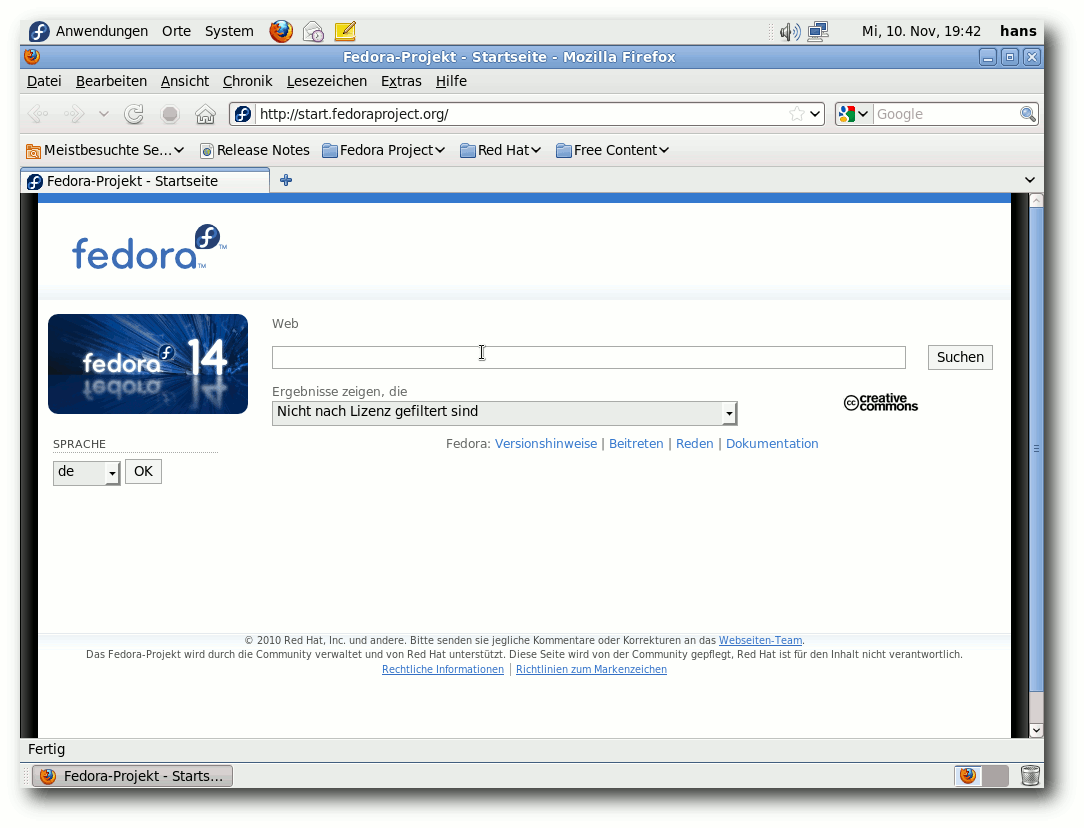 Anwendungen Orte System Mi, 10. Nov, 19:42 hans
Fedora-Projekt - Startseite - Mozilla Firefox
Datei Bearbeiten Ansicht Chronik Lesezeichen Extras Hilfe
http://start.fedoraproject.org/ Google
Meistbesuchte Se... Release Notes Fedora Project Red Hat Free Content
Fedora-Projekt - Startseite
fedora™
fedora 14
Web
Suchen
Ergebnisse zeigen, die
Nicht nach Lizenz gefiltert sind
cc creative commons
Fedora: Versionshinweise | Beitreten | Reden | Dokumentation
SPRACHE
de OK
© 2010 Red Hat, Inc. und andere. Bitte senden sie jegliche Kommentare oder Korrekturen an das Webseiten-Team.
Das Fedora-Projekt wird durch die Community verwaltet und von Red Hat unterstützt. Diese Seite wird von der Community gepflegt, Red Hat ist für den Inhalt nicht verantwortlich.
Rechtliche Informationen | Richtlinien zum Markenzeichen
Fertig
Fedora-Projekt - Starts...